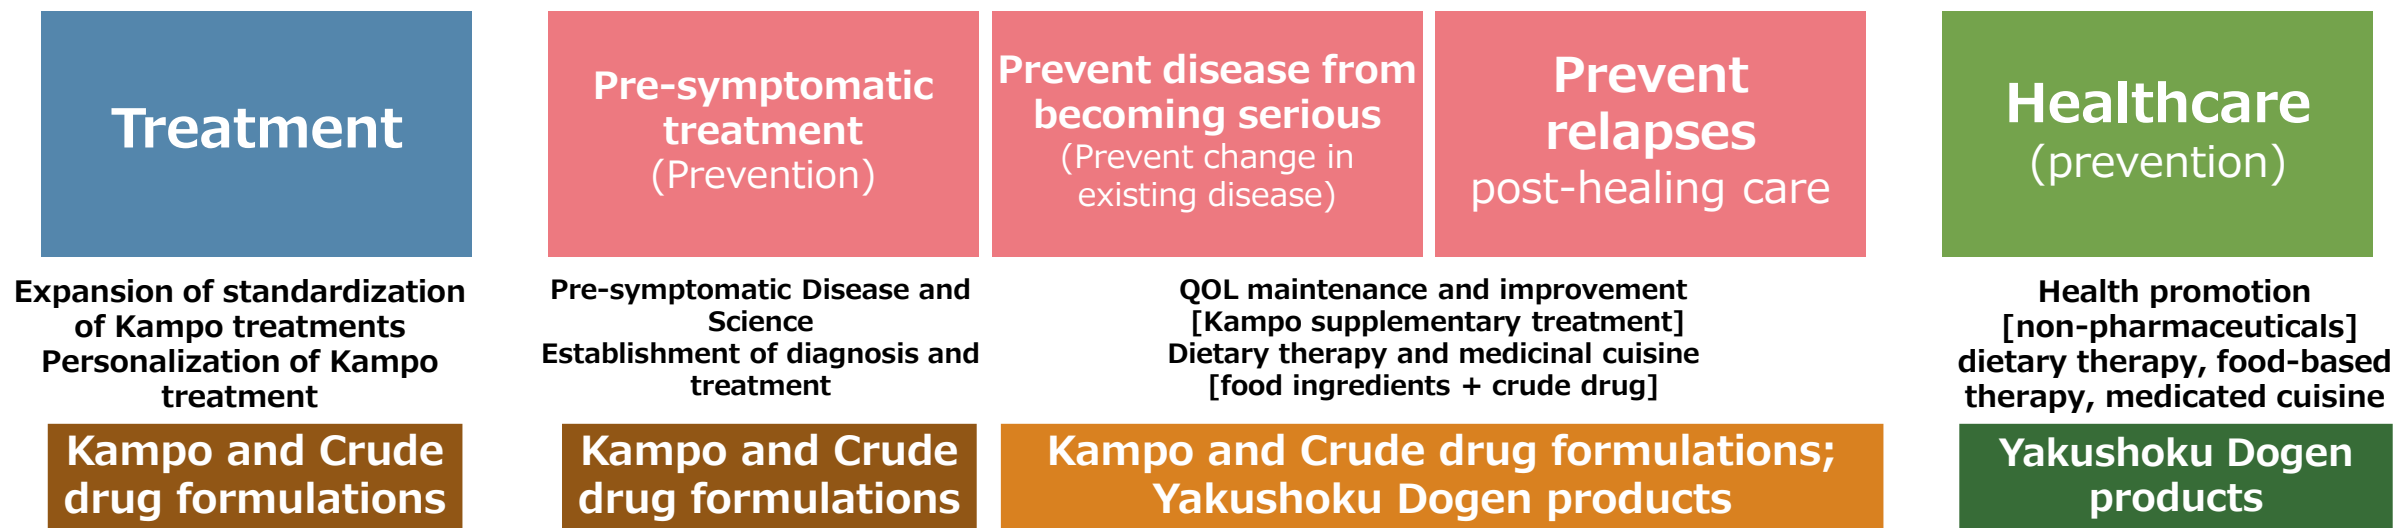 Treatment
Pre-symptomatic
treatment
(Prevention)
Prevent disease from
becoming serious
(Prevent change in
existing disease)
Prevent
relapses
post-healing care
Healthcare
(prevention)
Expansion of standardization
of Kampo treatments
Personalization of Kampo
treatment
Pre-symptomatic Disease and
Science
Establishment of diagnosis and
treatment
QOL maintenance and improvement
[Kampo supplementary treatment]
Dietary therapy and medicinal cuisine
[food ingredients + crude drug]
Health promotion
[non-pharmaceuticals]
dietary therapy, food-based
therapy, medicated cuisine
Kampo and Crude
drug formulations
Kampo and Crude
drug formulations
Kampo and Crude drug formulations;
Yakushoku Dogen products
Yakushoku Dogen
products